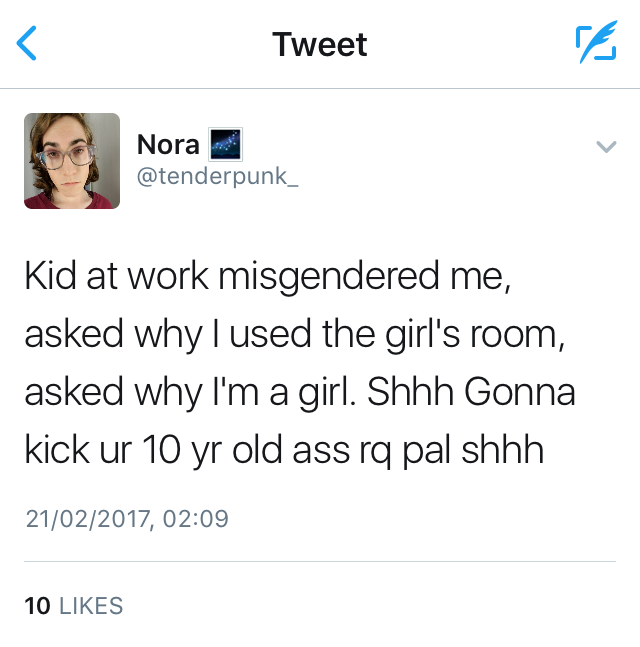 Tweet
Nora
@tenderpunk_
Kid at work misgendered me,
asked why I used the girl's room,
asked why I'm a girl. Shhh Gonna
kick ur 10 yr old ass rq pal shhh
21/02/2017, 02:09
10 LIKES